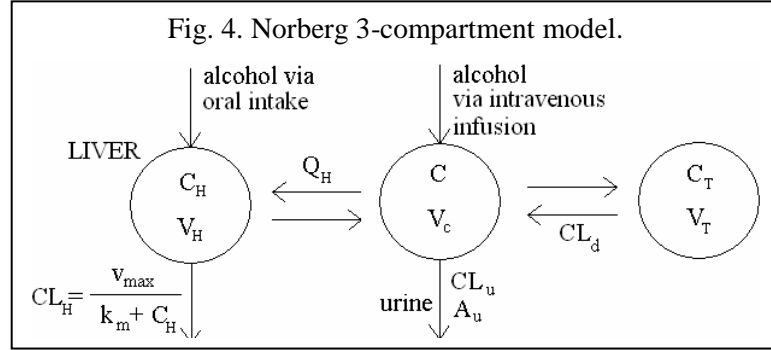 Fig. 4. Norberg 3-compartment model.
alcohol via
oral intake
alcohol
via intravenous
infusion
LIVER
C_H
V_H
Q_H
C
V_c
C_T
V_T
CL_d
CL_H = v_max / k_m + C_H
urine
CL_u
A_u